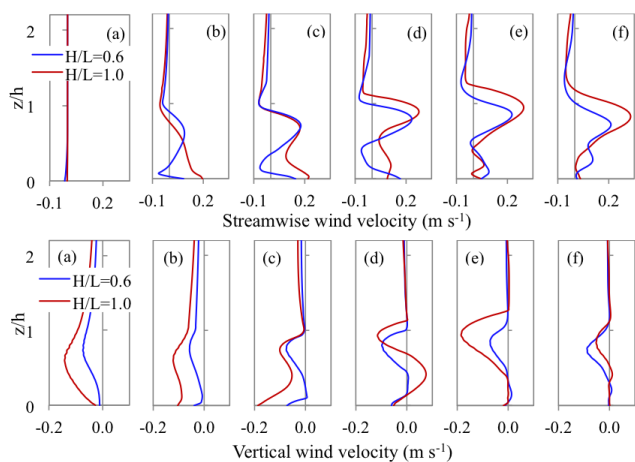 (a) (b) (c) (d) (e) (f)
H/L=0.6
H/L=1.0
z/h
2
1
0
-0.1 0.2 -0.1 0.2 -0.1 0.2 -0.1 0.2 -0.1 0.2 -0.1 0.2
Streamwise wind velocity (m s⁻¹)
(a) (b) (c) (d) (e) (f)
H/L=0.6
H/L=1.0
z/h
2
1
0
-0.2 0.0 -0.2 0.0 -0.2 0.0 -0.2 0.0 -0.2 0.0 -0.2 0.0
Vertical wind velocity (m s⁻¹)